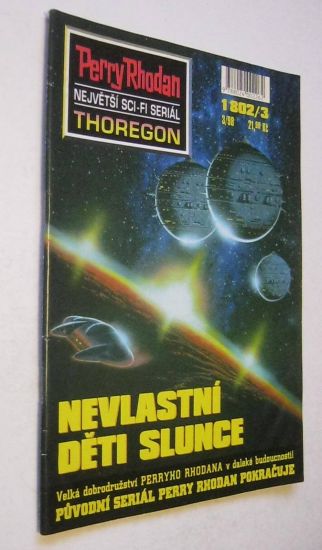 Perry Rhodan
NEJVĚTŠÍ SCI-FI SERIÁL
THOREGON
1802/3
3/98 21,00 Kč
NEVLASTNÍ
DĚTI SLUNCE
Velká dobrodružství PERRYHO RHODANA v daleké budoucnosti!
PŮVODNÍ SERIÁL PERRY RHODAN POKRAČUJE